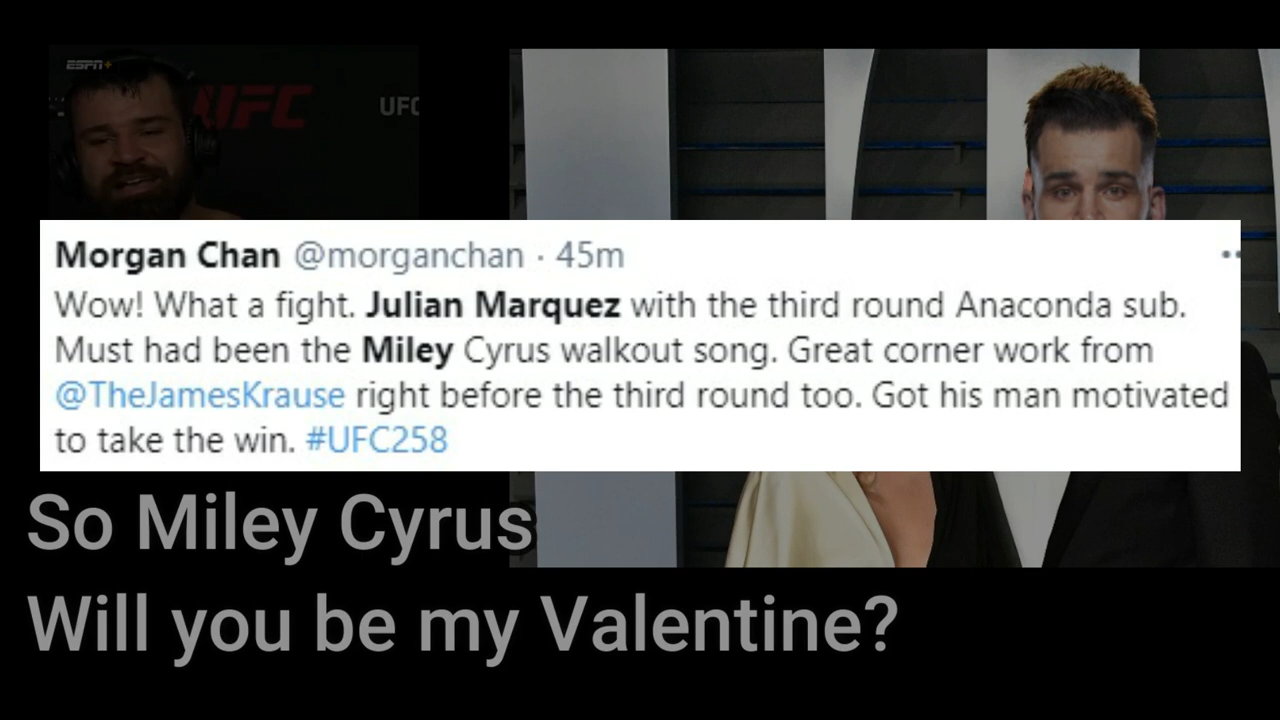 ESPN+
UFC
UFC
Morgan Chan @morganchan · 45m
Wow! What a fight. Julian Marquez with the third round Anaconda sub.
Must had been the Miley Cyrus walkout song. Great corner work from
@TheJamesKrause right before the third round too. Got his man motivated
to take the win. #UFC258
So Miley Cyrus
Will you be my Valentine?